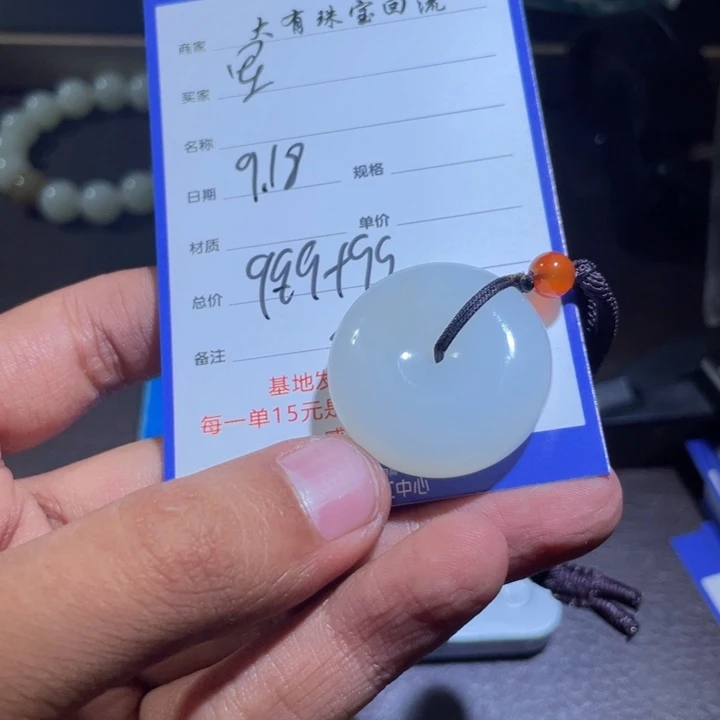 商家 大有珠宝回流
买家
名称
日期 9.18 规格
材质 单价
总价 999+99
备注
基地发
每一单15元是
中心